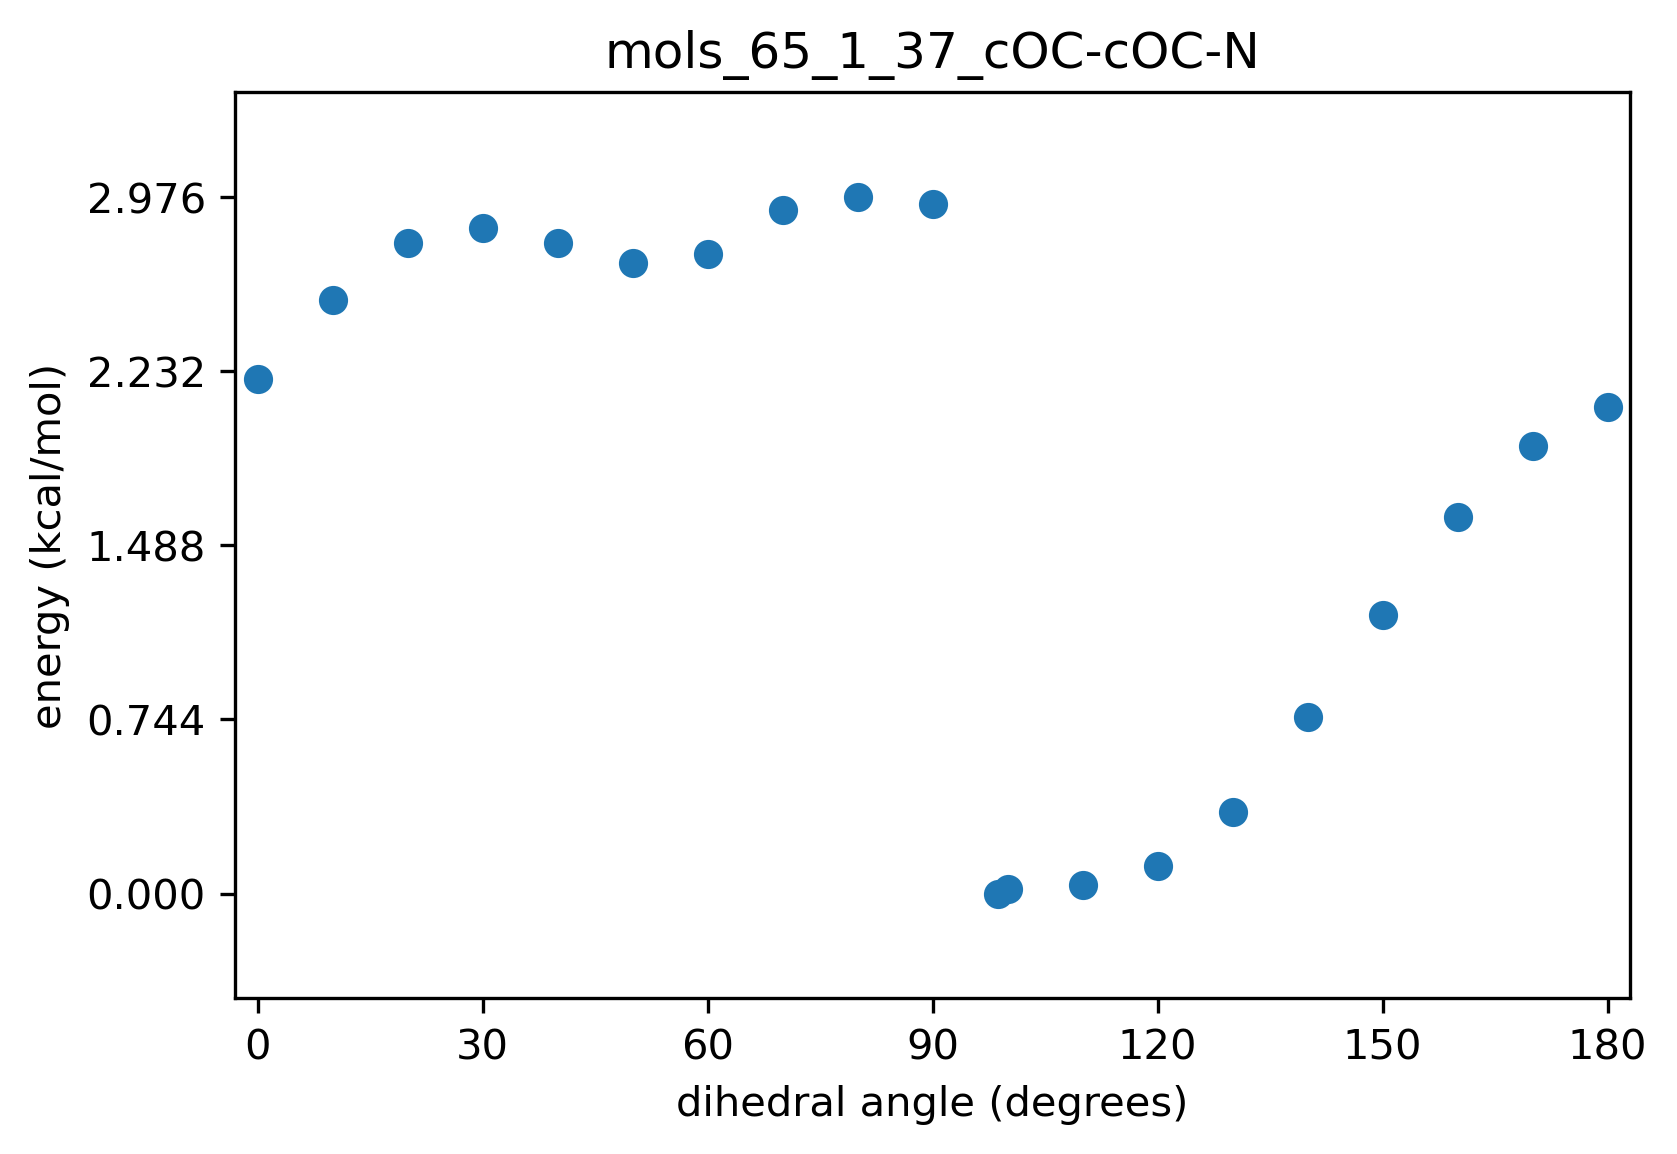 mols_65_1_37_cOC-cOC-N
energy (kcal/mol)
2.976
2.232
1.488
0.744
0.000
0 30 60 90 120 150 180
dihedral angle (degrees)